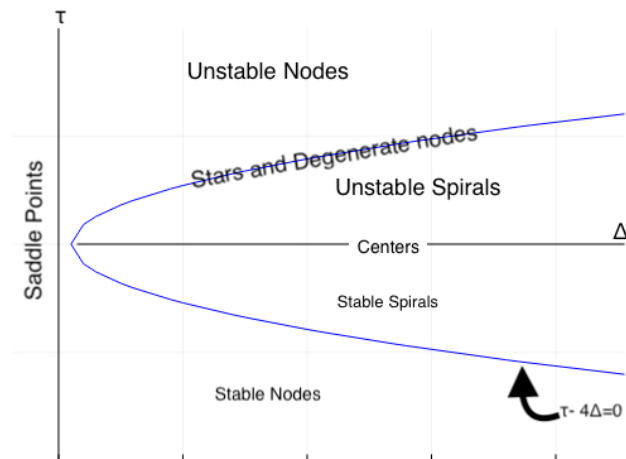 τ
Unstable Nodes
Stars and Degenerate nodes
Unstable Spirals
Saddle Points
Δ
Centers
Stable Spirals
Stable Nodes
τ- 4Δ=0